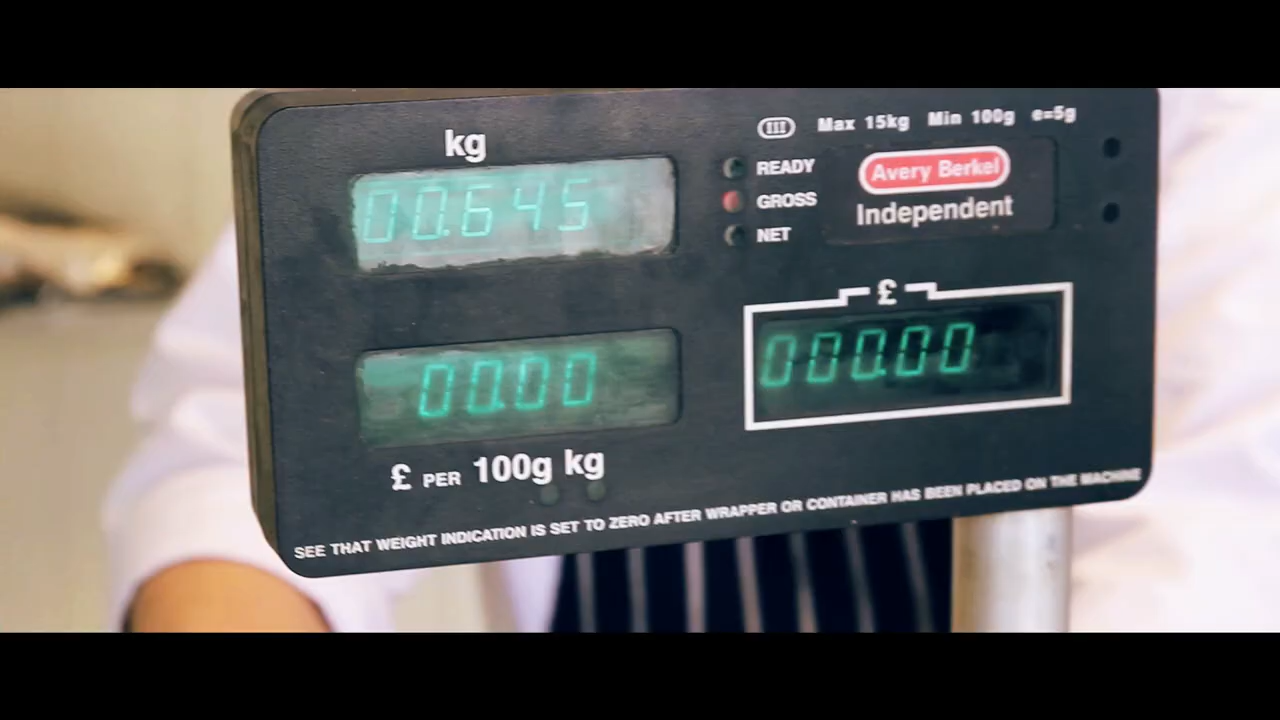 III Max 15kg Min 100g e=5g
kg
00.645
READY
GROSS
NET
Avery Berkel
Independent
£
00.00
000.00
£ PER 100g kg
SEE THAT WEIGHT INDICATION IS SET TO ZERO AFTER WRAPPER OR CONTAINER HAS BEEN PLACED ON THE MACHINE